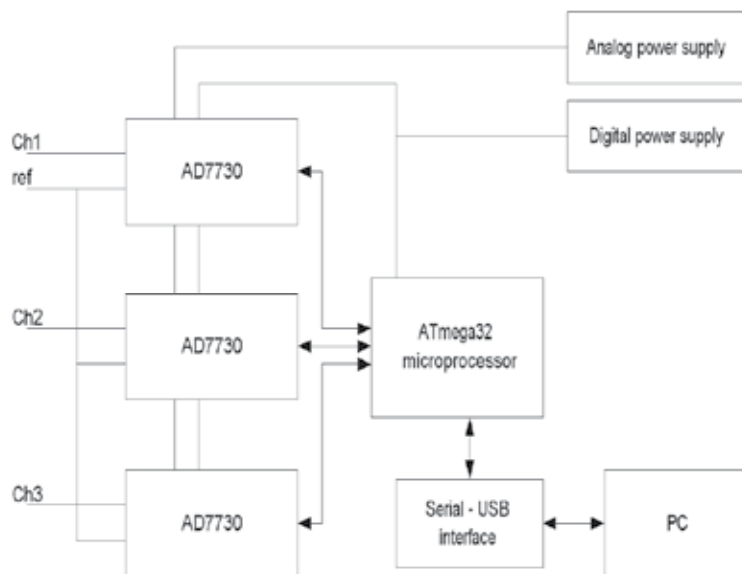 Analog power supply
Digital power supply
Ch1
ref
AD7730
Ch2
AD7730
ATmega32
microprocessor
Ch3
AD7730
Serial - USB
interface
PC